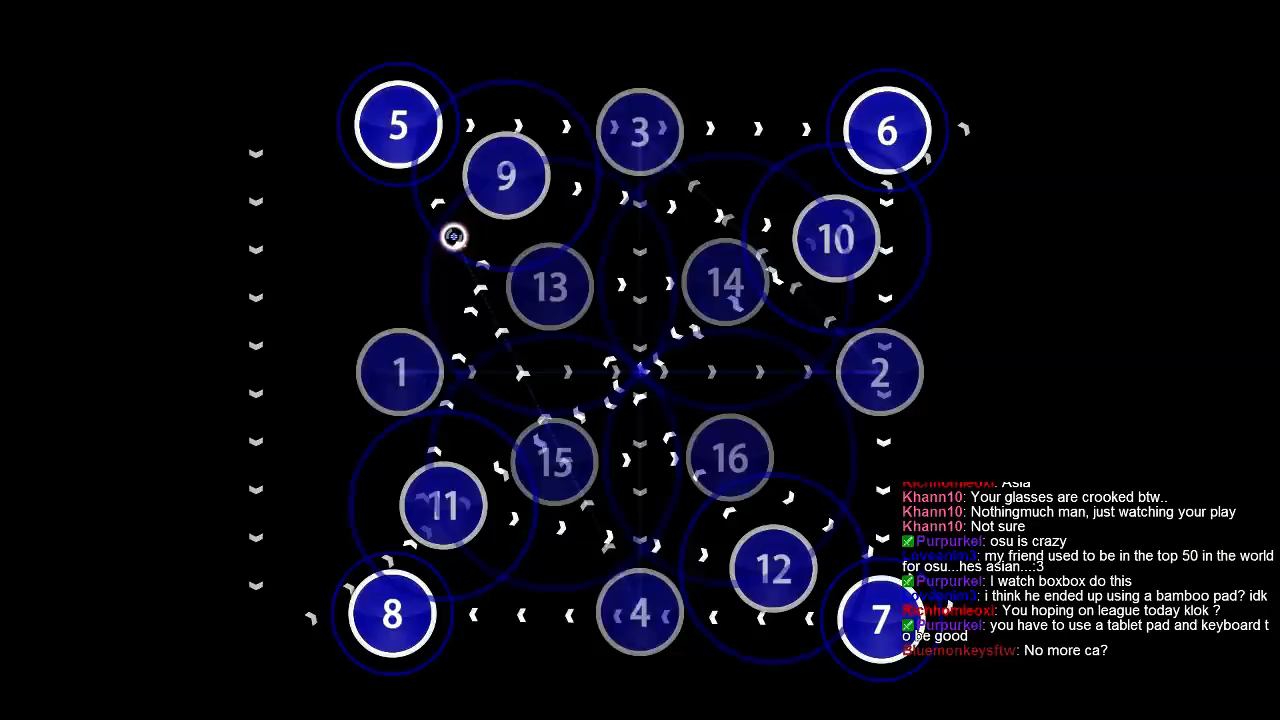 5
3
6
9
10
13
14
1
2
15
16
11
12
8
4
7
Richhomieoxi: Asia
Khann10: Your glasses are crooked btw..
Khann10: Nothingmuch man, just watching your play
Khann10: Not sure
Purpurkel: osu is crazy
my friend used to be in the top 50 in the world
for osu...hes asian...:3
Purpurkel: I watch boxbox do this
i think he ended up using a bamboo pad? idk
Richhomieoxi: You hoping on league today klok ?
Purpurkel: you have to use a tablet pad and keyboard t
o be good
Bluemonkeysftw: No more ca?